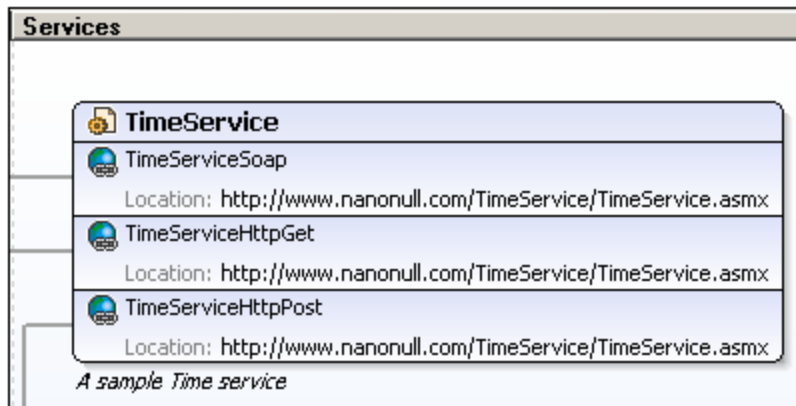 Services
TimeService
TimeServiceSoap
Location: http://www.nanonull.com/TimeService/TimeService.asmx
TimeServiceHttpGet
Location: http://www.nanonull.com/TimeService/TimeService.asmx
TimeServiceHttpPost
Location: http://www.nanonull.com/TimeService/TimeService.asmx
A sample Time service